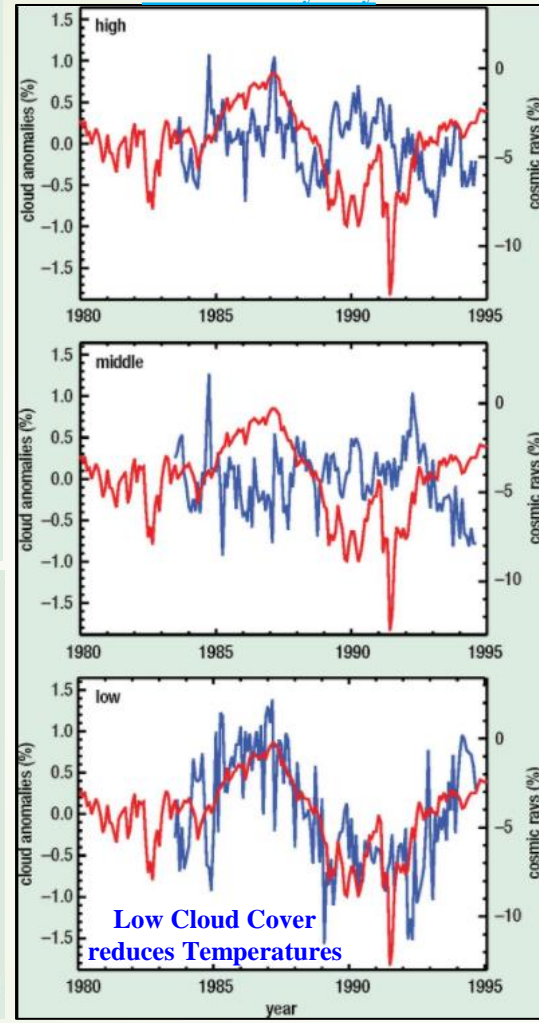 high
1.5
1.0
0.5
0.0
−0.5
−1.0
−1.5
cloud anomalies (%)
0
−5
−10
cosmic rays (%)
1980 1985 1990 1995
middle
1.5
1.0
0.5
0.0
−0.5
−1.0
−1.5
cloud anomalies (%)
0
−5
−10
cosmic rays (%)
1980 1985 1990 1995
low
1.5
1.0
0.5
0.0
−0.5
−1.0
−1.5
cloud anomalies (%)
0
−5
−10
cosmic rays (%)
Low Cloud Cover
reduces Temperatures
1980 1985 1990 1995
year